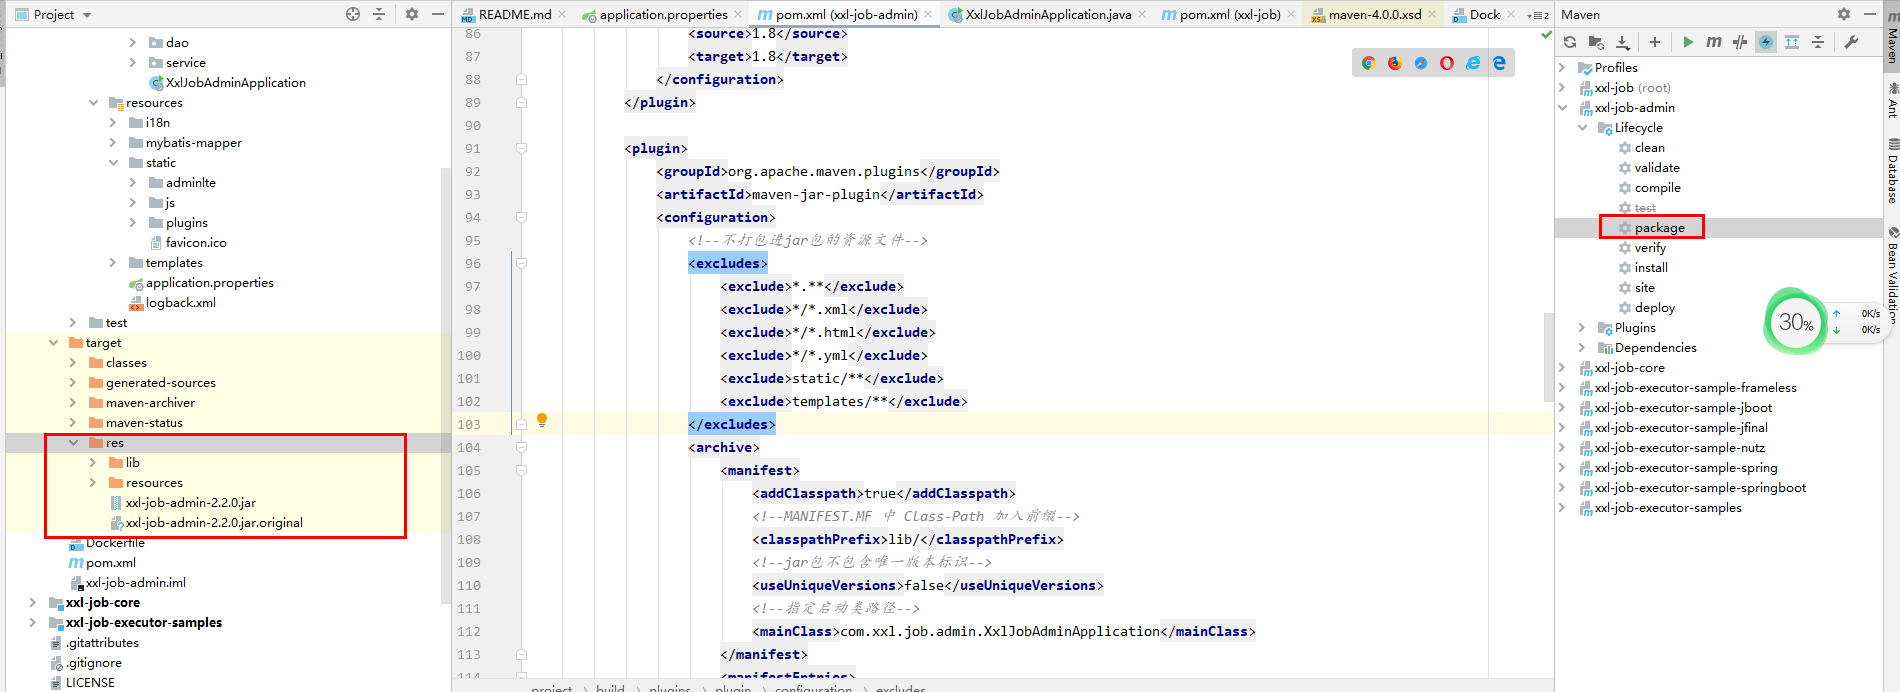 Project
dao
service
XxlJobAdminApplication
resources
i18n
mybatis-mapper
static
adminlte
js
plugins
favicon.ico
templates
application.properties
logback.xml
test
target
classes
generated-sources
maven-archiver
maven-status
res
lib
resources
xxl-job-admin-2.2.0.jar
xxl-job-admin-2.2.0.jar.original
Dockerfile
pom.xml
xxl-job-admin.iml
xxl-job-core
xxl-job-executor-samples
.gitattributes
.gitignore
LICENSE
README.md application.properties pom.xml (xxl-job-admin) XxlJobAdminApplication.java pom.xml (xxl-job) maven-4.0.0.xsd Dock
86 <source>1.8</source>
87 <target>1.8</target>
88 </configuration>
89 </plugin>
90
91 <plugin>
92 <groupId>org.apache.maven.plugins</groupId>
93 <artifactId>maven-jar-plugin</artifactId>
94 <configuration>
95 <!--不打包进jar包的资源文件-->
96 <excludes>
97 <exclude>*.**</exclude>
98 <exclude>*/*.xml</exclude>
99 <exclude>*/*.html</exclude>
100 <exclude>*/*.yml</exclude>
101 <exclude>static/**</exclude>
102 <exclude>templates/**</exclude>
103 </excludes>
104 <archive>
105 <manifest>
106 <addClasspath>true</addClasspath>
107 <!--MANIFEST.MF 中 Class-Path 加入前缀-->
108 <classpathPrefix>lib/</classpathPrefix>
109 <!--jar包不包含唯一版本标识-->
110 <useUniqueVersions>false</useUniqueVersions>
111 <!--指定启动类路径-->
112 <mainClass>com.xxl.job.admin.XxlJobAdminApplication</mainClass>
113 </manifest>
114 <manifestEntries>
project › build › plugins › plugin › configuration › excludes
Maven
Profiles
xxl-job (root)
xxl-job-admin
Lifecycle
clean
validate
compile
test
package
verify
install
site
deploy
Plugins
Dependencies
xxl-job-core
xxl-job-executor-sample-frameless
xxl-job-executor-sample-jboot
xxl-job-executor-sample-jfinal
xxl-job-executor-sample-nutz
xxl-job-executor-sample-spring
xxl-job-executor-sample-springboot
xxl-job-executor-samples
30%
↑ 0K/s
↓ 0K/s
Maven
Ant
Database
Bean Validation